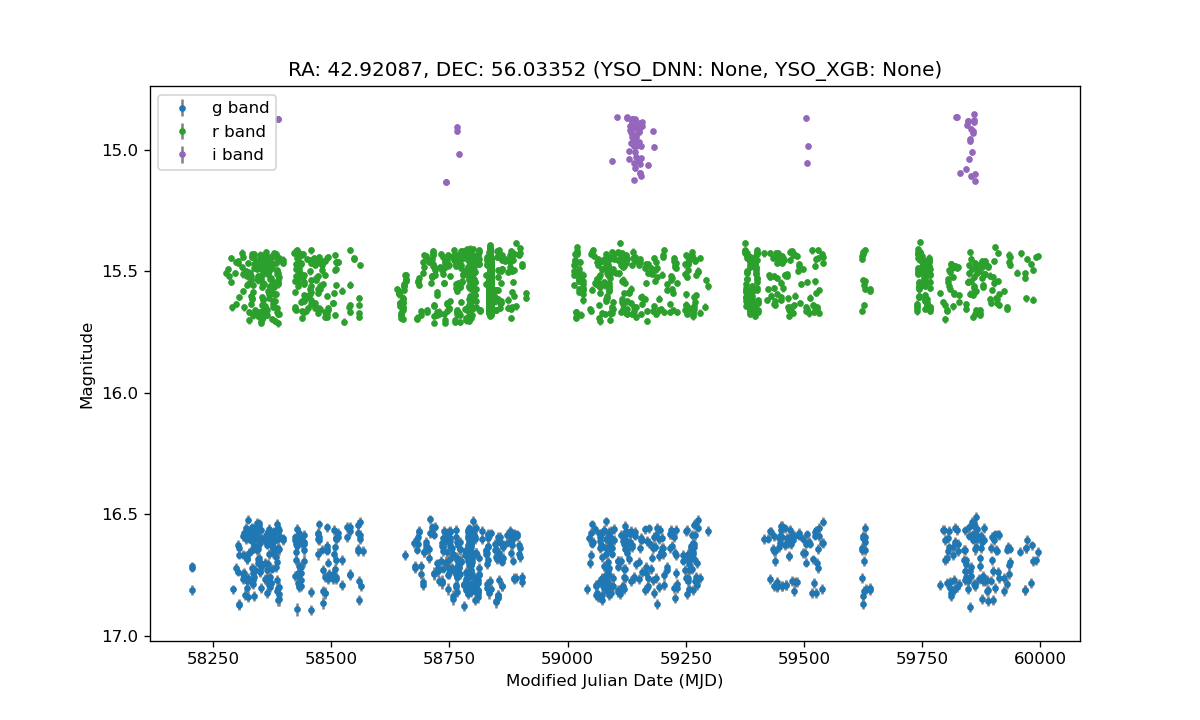 RA: 42.92087, DEC: 56.03352 (YSO_DNN: None, YSO_XGB: None)
g band
r band
i band
15.0
15.5
16.0
16.5
17.0
Magnitude
58250 58500 58750 59000 59250 59500 59750 60000
Modified Julian Date (MJD)